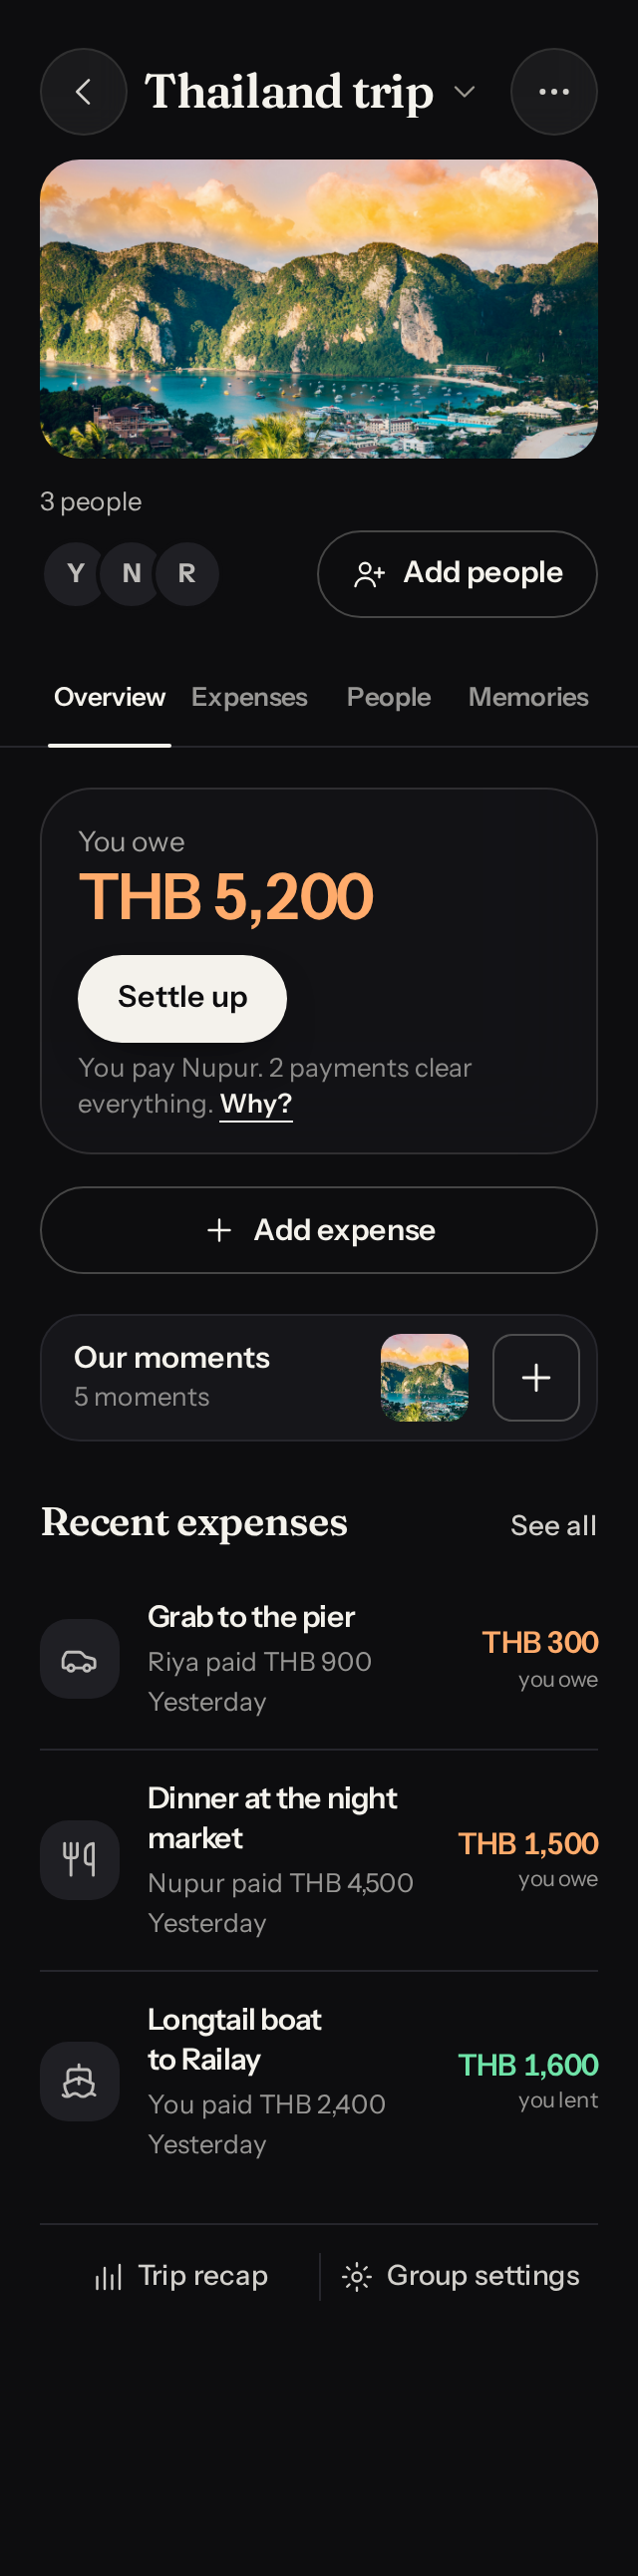 Thailand trip
3 people
Y N R
Add people
Overview Expenses People Memories
You owe
THB 5,200
Settle up
You pay Nupur. 2 payments clear
everything. Why?
Add expense
Our moments
5 moments
Recent expenses See all
Grab to the pier
Riya paid THB 900
Yesterday
THB 300
you owe
Dinner at the night
market
Nupur paid THB 4,500
Yesterday
THB 1,500
you owe
Longtail boat
to Railay
You paid THB 2,400
Yesterday
THB 1,600
you lent
Trip recap Group settings